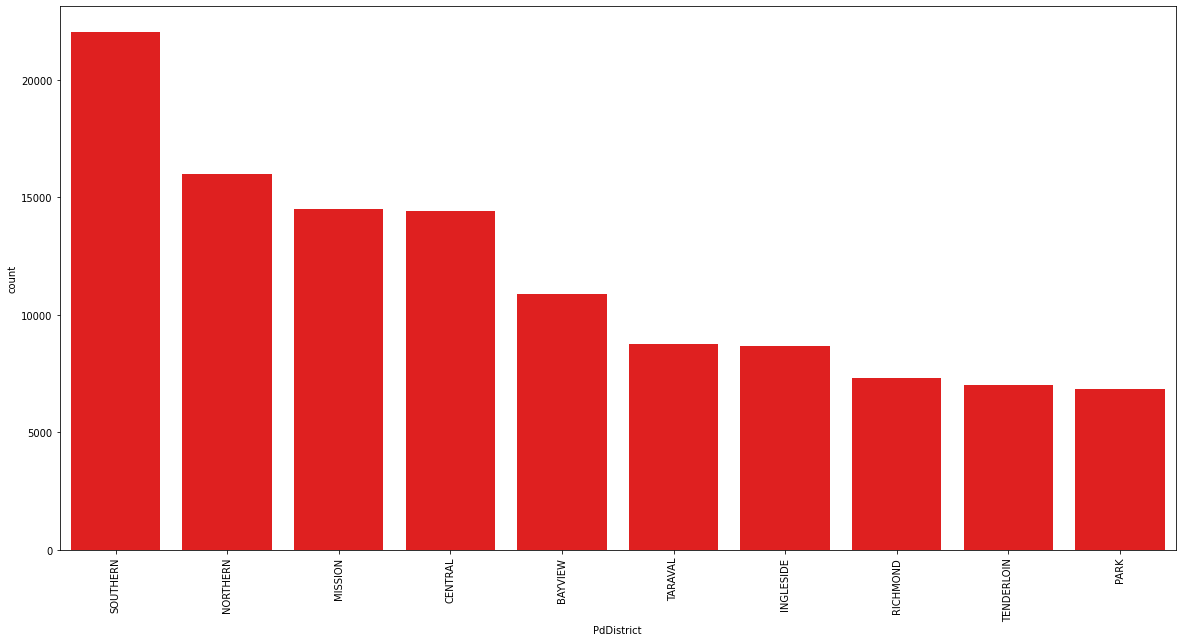 20000
15000
10000
5000
0
count
SOUTHERN
NORTHERN
MISSION
CENTRAL
BAYVIEW
TARAVAL
INGLESIDE
RICHMOND
TENDERLOIN
PARK
PdDistrict